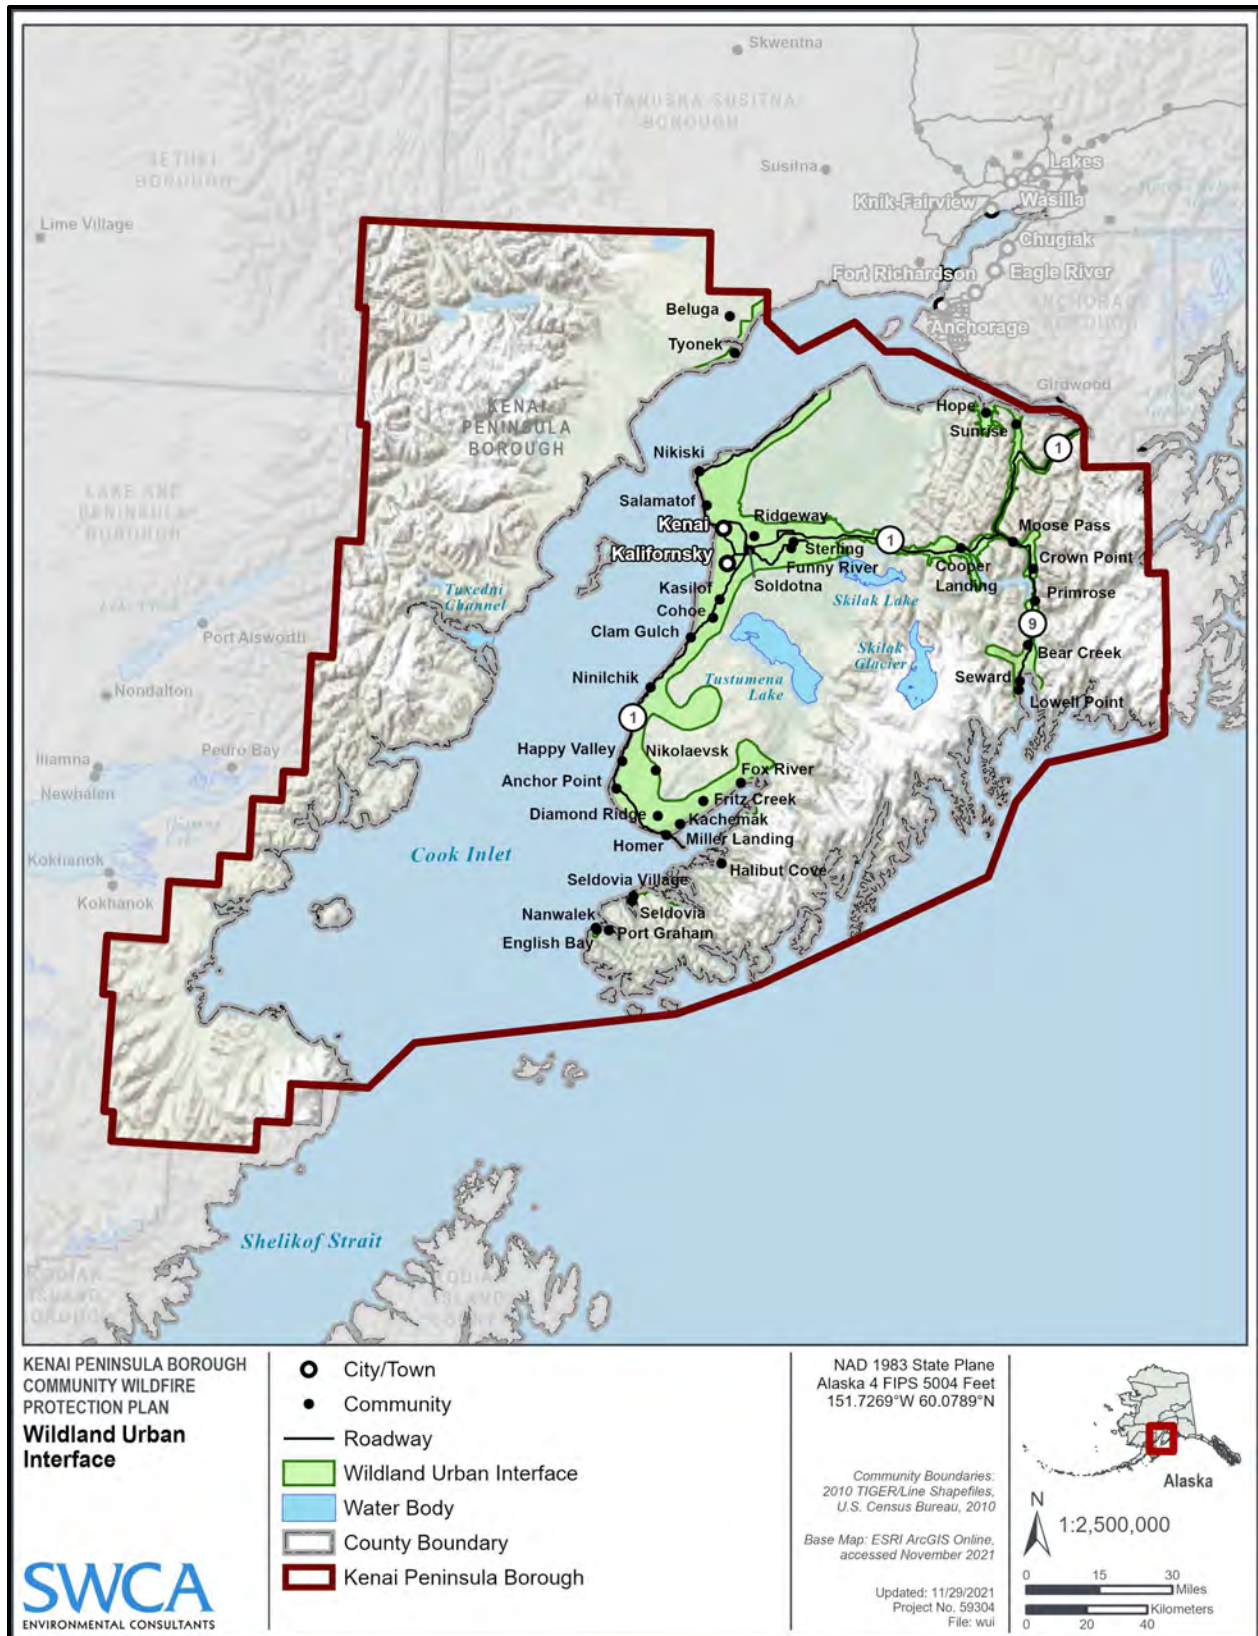 Skwentna
MATANUSKA-SUSITNA
BOROUGH
BOROUGH
Susitna
Lakes
Knik-Fairview
Wasilla
Lime Village
Chugiak
Fort Richardson
Eagle River
Anchorage
Girdwood
Beluga
Tyonek
KENAI
PENINSULA
BOROUGH
Hope
Sunrise
1
Nikiski
Salamatof
Ridgeway
Kenai
Moose Pass
1
Sterling
Kalifornsky
Funny River
Cooper
Landing
Crown Point
Soldotna
LAKE AND
PENINSULA
BOROUGH
Tuxedni
Channel
Kasilof
Skilak Lake
Primrose
Cohoe
9
Port Alsworth
Clam Gulch
Skilak
Glacier
Bear Creek
Nondalton
Ninilchik
Tustumena
Lake
Seward
Lowell Point
1
Pedro Bay
Happy Valley
Nikolaevsk
Iliamna
Fox River
Newhalen
Anchor Point
Fritz Creek
Diamond Ridge
Kachemak
Homer
Miller Landing
Cook Inlet
Kokhanok
Halibut Cove
Seldovia Village
Kokhanok
Nanwalek
Seldovia
English Bay
Port Graham
Shelikof Strait
KODIAK
ISLAND
BOROUGH
KODIAK
ISLAND
KENAI PENINSULA BOROUGH
COMMUNITY WILDFIRE
PROTECTION PLAN
Wildland Urban
Interface
SWCA
ENVIRONMENTAL CONSULTANTS
City/Town
Community
Roadway
Wildland Urban Interface
Water Body
County Boundary
Kenai Peninsula Borough
NAD 1983 State Plane
Alaska 4 FIPS 5004 Feet
151.7269°W 60.0789°N
Community Boundaries:
2010 TIGER/Line Shapefiles,
U.S. Census Bureau, 2010
Base Map: ESRI ArcGIS Online,
accessed November 2021
Updated: 11/29/2021
Project No. 59304
File: wui
Alaska
N
1:2,500,000
0 15 30
Miles
Kilometers
0 20 40